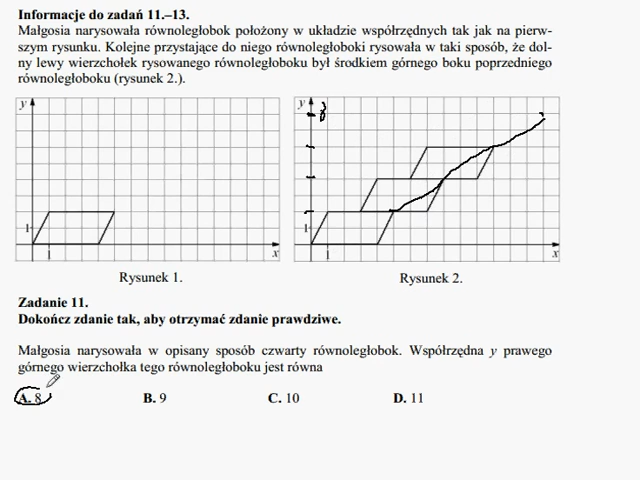 Informacje do zadań 11.–13.
Małgosia narysowała równoległobok położony w układzie współrzędnych tak jak na pierw-
szym rysunku. Kolejne przystające do niego równoległoboki rysowała w taki sposób, że dol-
ny lewy wierzchołek rysowanego równoległoboku był środkiem górnego boku poprzedniego
równoległoboku (rysunek 2.).
y
1
1
x
y
8
1
1
x
Rysunek 1.
Rysunek 2.
Zadanie 11.
Dokończ zdanie tak, aby otrzymać zdanie prawdziwe.
Małgosia narysowała w opisany sposób czwarty równoległobok. Współrzędna y prawego
górnego wierzchołka tego równoległoboku jest równa
A. 8 B. 9 C. 10 D. 11